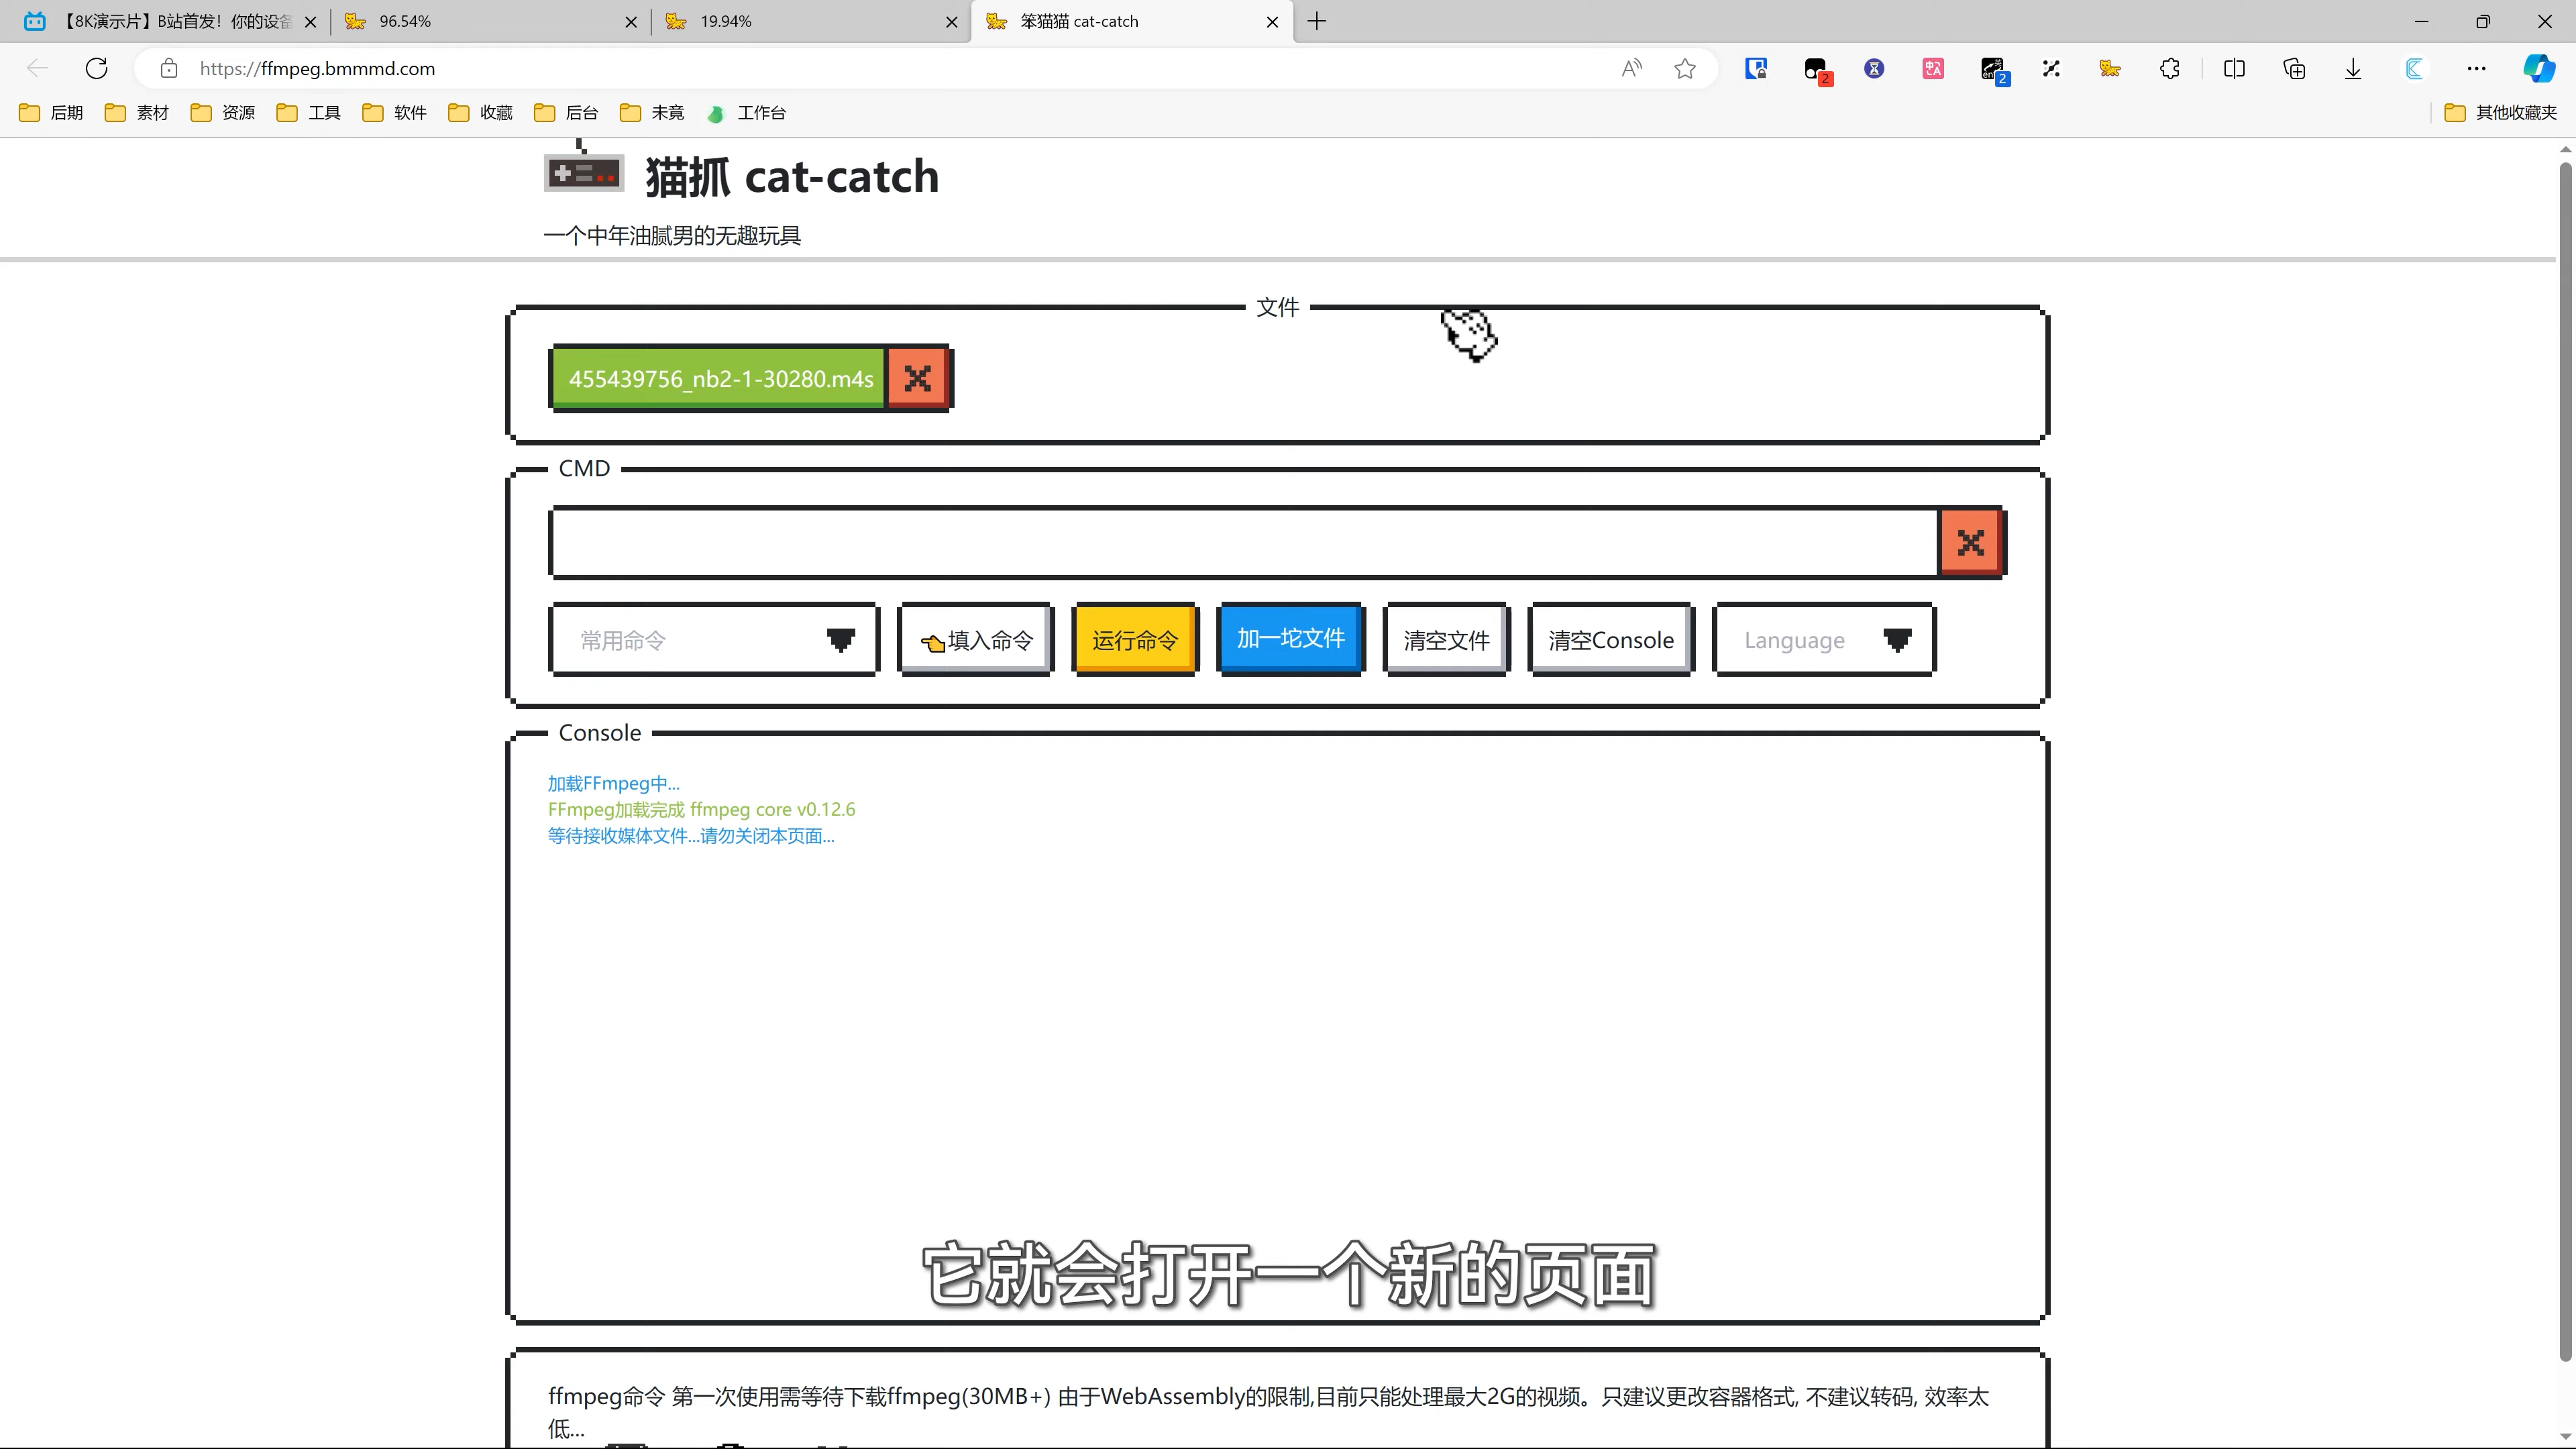 【8K演示片】B站首发！你的设备
96.54%
19.94%
笨猫猫 cat-catch
https://ffmpeg.bmmmd.com
2
2
后期
素材
资源
工具
软件
收藏
后台
未竟
工作台
其他收藏夹
猫抓 cat-catch
一个中年油腻男的无趣玩具
文件
455439756_nb2-1-30280.m4s
CMD
常用命令
填入命令
运行命令
加一坨文件
清空文件
清空Console
Language
Console
加载FFmpeg中...
FFmpeg加载完成 ffmpeg core v0.12.6
等待接收媒体文件...请勿关闭本页面...
它就会打开一个新的页面
ffmpeg命令 第一次使用需等待下载ffmpeg(30MB+) 由于WebAssembly的限制,目前只能处理最大2G的视频。只建议更改容器格式, 不建议转码, 效率太
低...